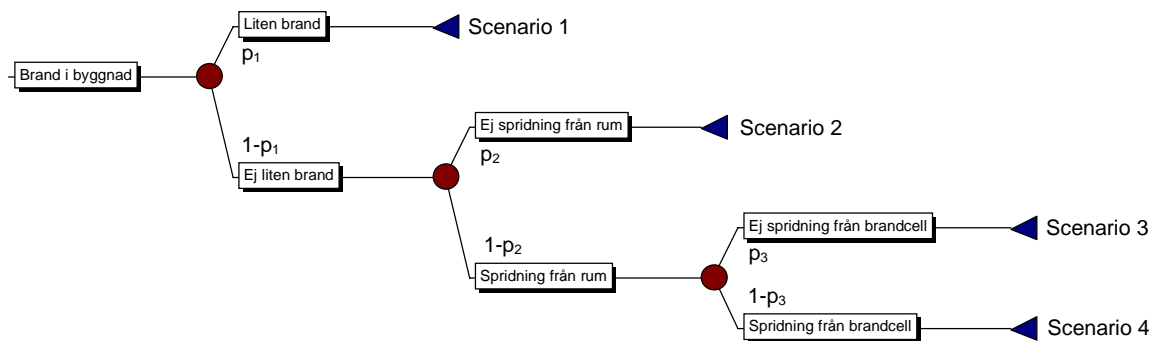 Liten brand
Scenario 1
p₁
Brand i byggnad
Ej spridning från rum
Scenario 2
1-p₁
p₂
Ej liten brand
Ej spridning från brandcell
Scenario 3
1-p₂
p₃
Spridning från rum
1-p₃
Spridning från brandcell
Scenario 4